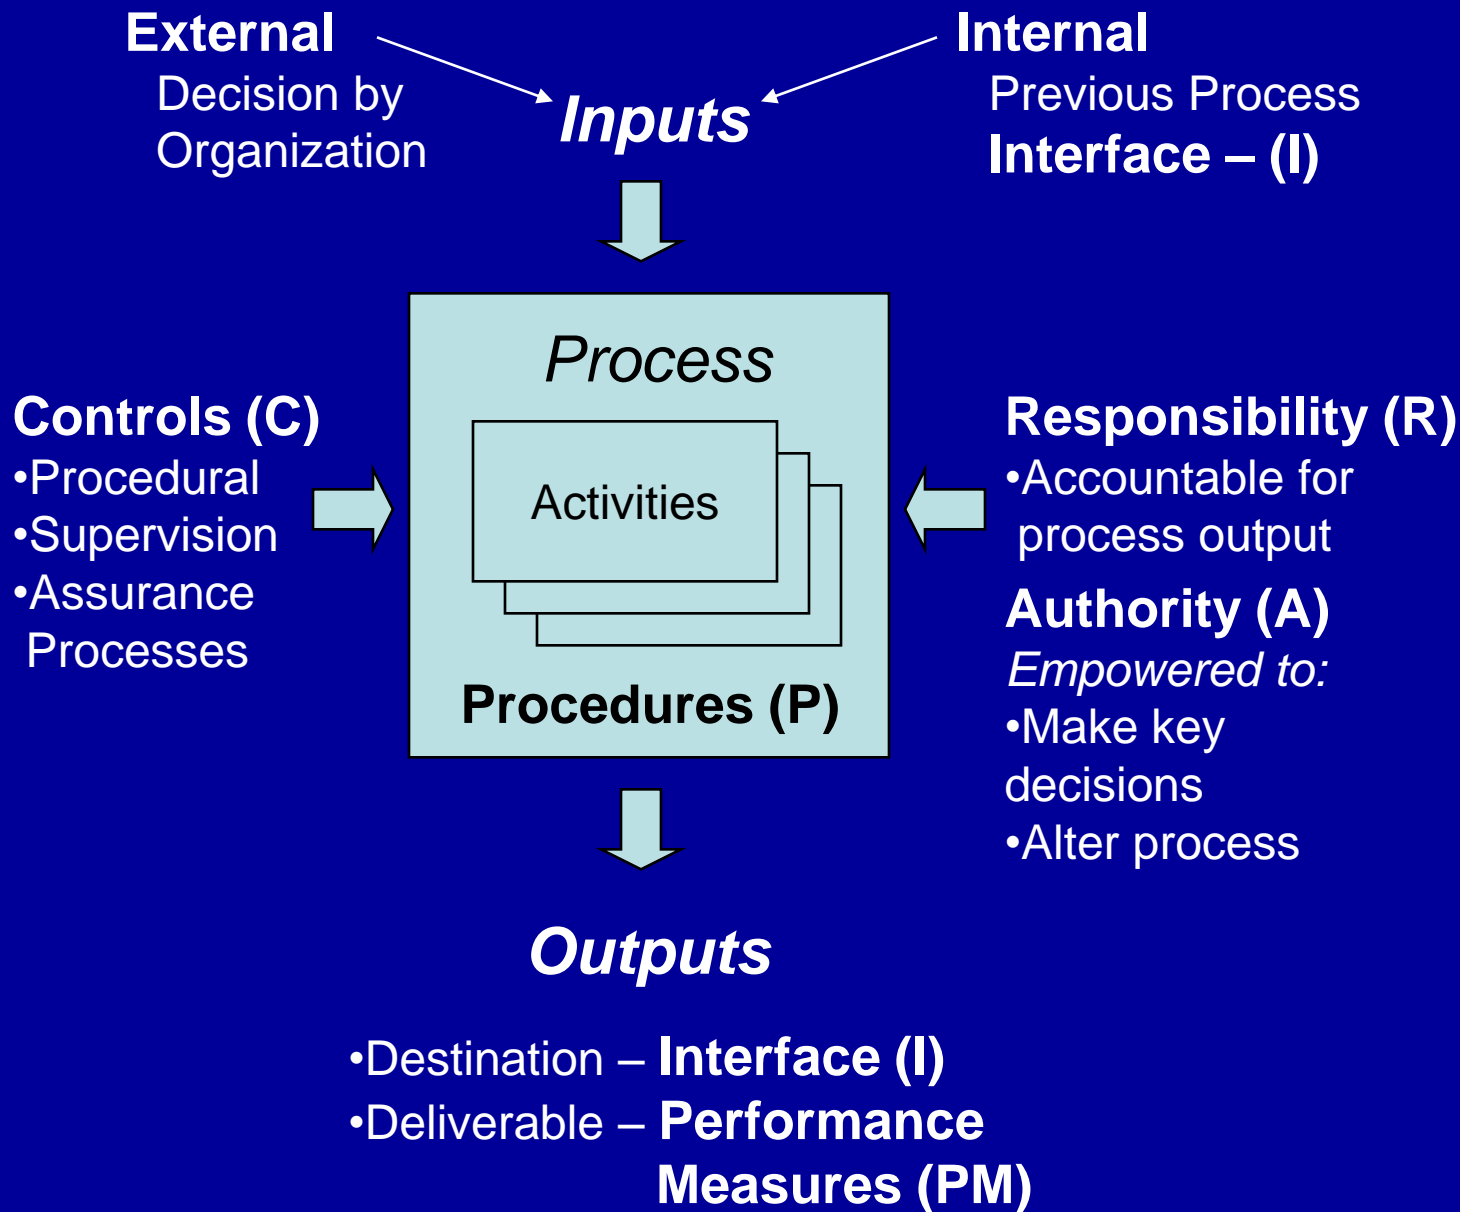 External
Decision by
Organization
Inputs
Internal
Previous Process
Interface – (I)
Process
Activities
Procedures (P)
Controls (C)
•Procedural
•Supervision
•Assurance
Processes
Responsibility (R)
•Accountable for
process output
Authority (A)
Empowered to:
•Make key
decisions
•Alter process
Outputs
•Destination – Interface (I)
•Deliverable – Performance
Measures (PM)